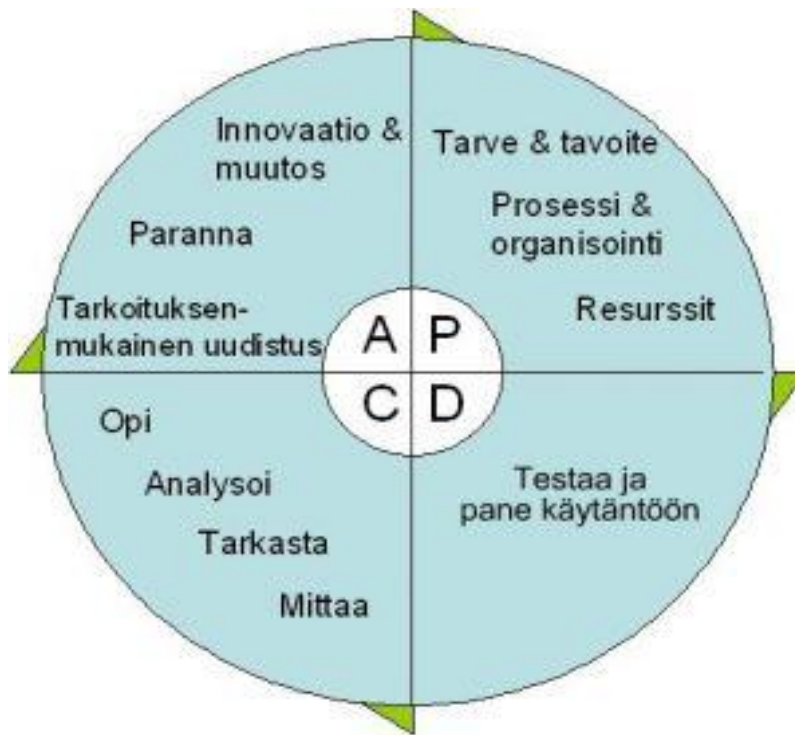 Innovaatio &
muutos
Paranna
Tarkoituksen-
mukainen uudistus
Tarve & tavoite
Prosessi &
organisointi
Resurssit
A P
C D
Opi
Analysoi
Tarkasta
Mittaa
Testaa ja
pane käytäntöön